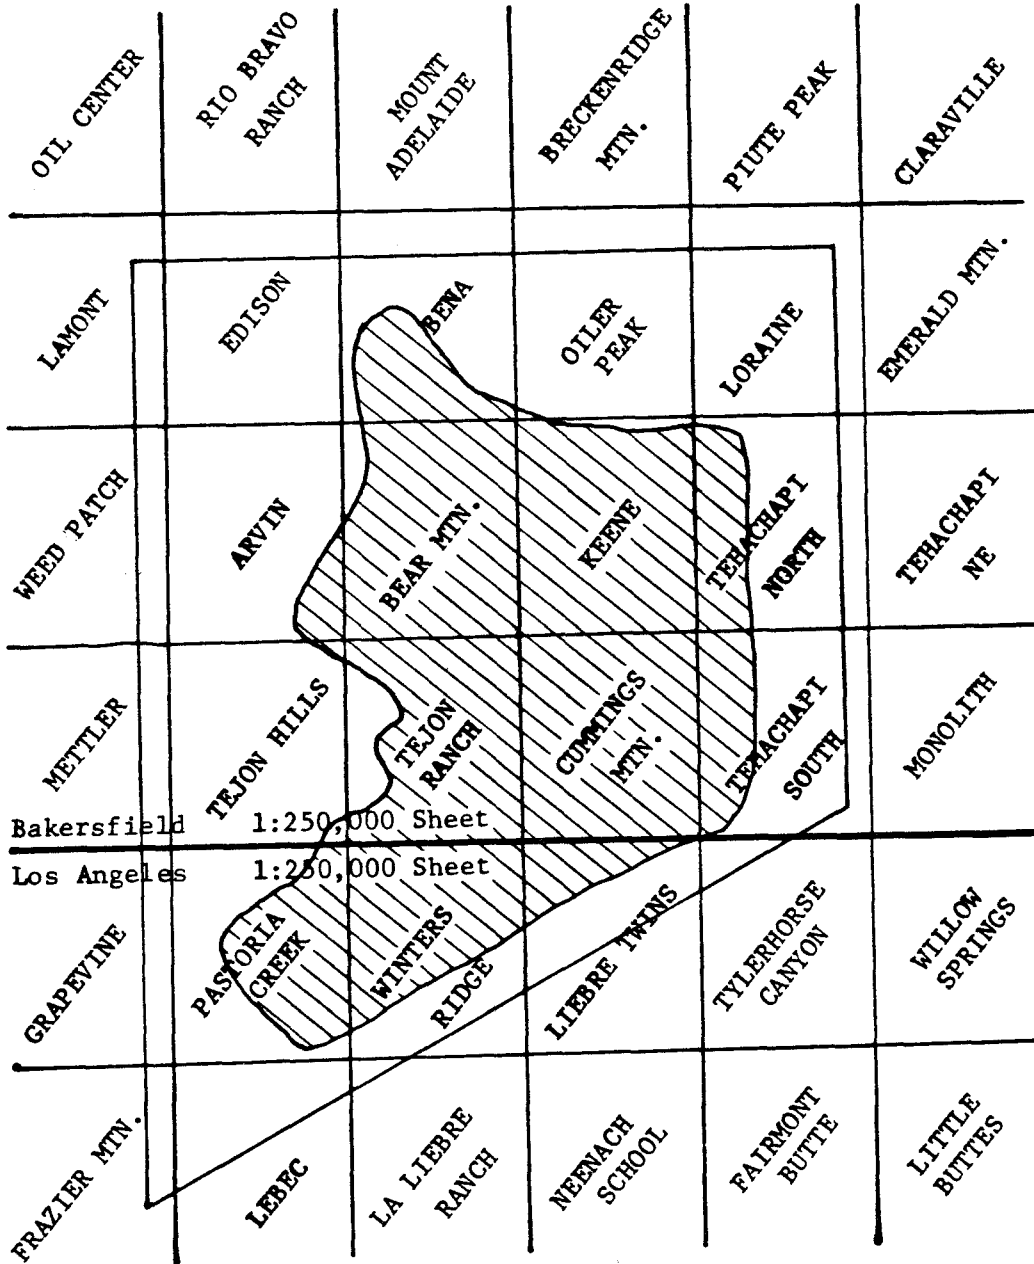 OIL CENTER
RIO BRAVO
RANCH
MOUNT
ADELAIDE
BRECKENRIDGE
MTN.
PIUTE PEAK
CLARAVILLE
LAMONT
EDISON
BENA
OILER
PEAK
LORAINE
EMERALD MTN.
WEED PATCH
ARVIN
BEAR MTN.
KEENE
TEHACHAPI
NORTH
TEHACHAPI
NE
METTLER
TEJON HILLS
TEJON
RANCH
CUMMINGS
MTN.
TEHACHAPI
SOUTH
MONOLITH
Bakersfield 1:250,000 Sheet
Los Angeles 1:250,000 Sheet
GRAPEVINE
PASTORIA
CREEK
WINTERS
RIDGE
LIEBRE TWINS
TYLERHORSE
CANYON
WILLOW
SPRINGS
FRAZIER MTN.
LEBEC
LA LIEBRE
RANCH
NEENACH
SCHOOL
FAIRMONT
BUTTE
LITTLE
BUTTES